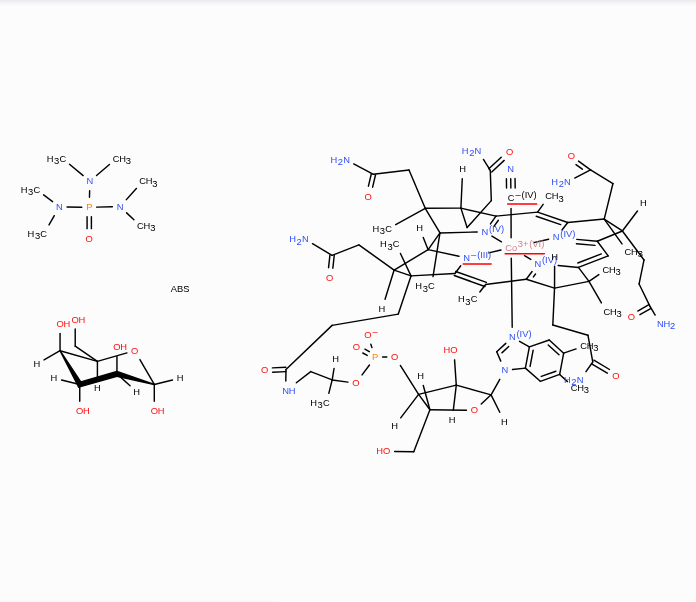 H3C CH3
N
H3C CH3
N P N
H3C O CH3
ABS
OH OH
OH O
H H H H
OH OH
H2N O
H2N O
H N
C−(IV) CH3
O H2N
H
H3C N(IV) N(IV)
H Co3+(VI) CH3
H2N H3C N−(III) N(IV) H
O H3C CH3
H H3C CH3
O NH2
O−
O P O
HO N(IV) CH3
O H H N H2N O
NH O CH3
H3C H H O H
HO